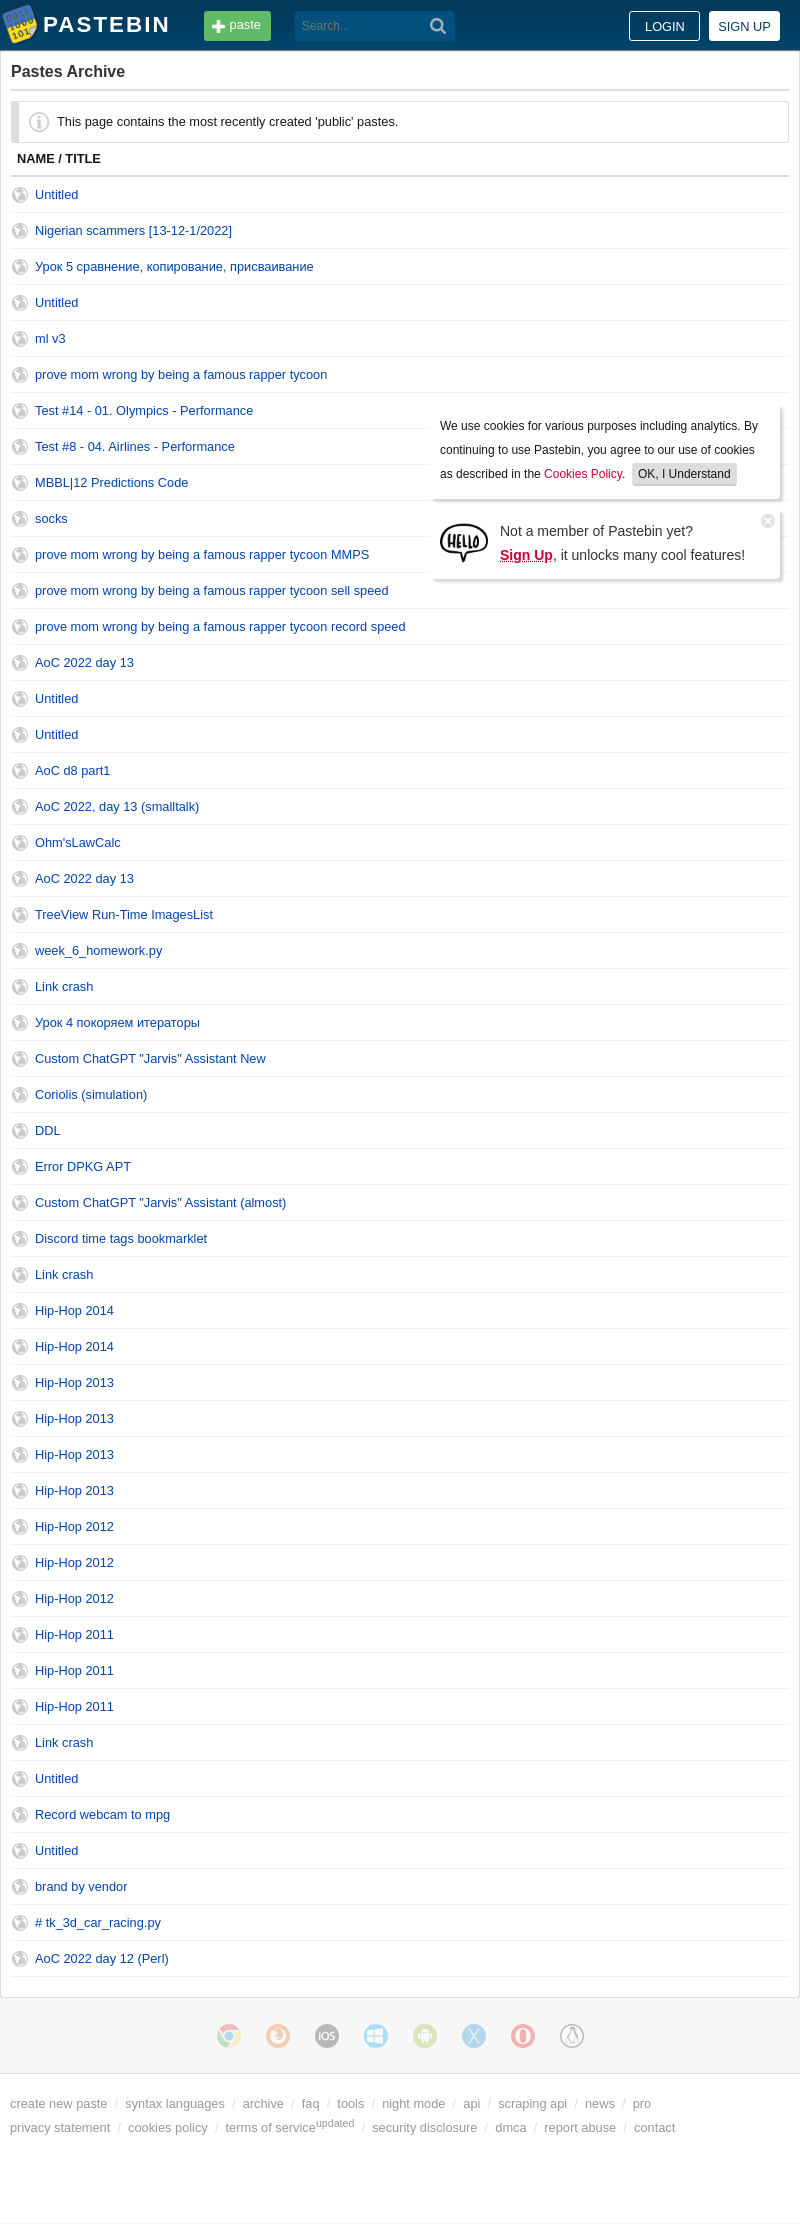 PASTEBIN paste Search... LOGIN SIGN UP
Pastes Archive
This page contains the most recently created 'public' pastes.
NAME / TITLE
Untitled
Nigerian scammers [13-12-1/2022]
Урок 5 сравнение, копирование, присваивание
Untitled
ml v3
prove mom wrong by being a famous rapper tycoon
Test #14 - 01. Olympics - Performance
Test #8 - 04. Airlines - Performance
MBBL|12 Predictions Code
socks
prove mom wrong by being a famous rapper tycoon MMPS
prove mom wrong by being a famous rapper tycoon sell speed
We use cookies for various purposes including analytics. By
continuing to use Pastebin, you agree to our use of cookies
as described in the Cookies Policy. OK, I Understand
HELLO
Not a member of Pastebin yet?
Sign Up, it unlocks many cool features!
prove mom wrong by being a famous rapper tycoon record speed
AoC 2022 day 13
Untitled
Untitled
AoC d8 part1
AoC 2022, day 13 (smalltalk)
Ohm'sLawCalc
AoC 2022 day 13
TreeView Run-Time ImagesList
week_6_homework.py
Link crash
Урок 4 покоряем итераторы
Custom ChatGPT "Jarvis" Assistant New
Coriolis (simulation)
DDL
Error DPKG APT
Custom ChatGPT "Jarvis" Assistant (almost)
Discord time tags bookmarklet
Link crash
Hip-Hop 2014
Hip-Hop 2014
Hip-Hop 2013
Hip-Hop 2013
Hip-Hop 2013
Hip-Hop 2013
Hip-Hop 2012
Hip-Hop 2012
Hip-Hop 2012
Hip-Hop 2011
Hip-Hop 2011
Hip-Hop 2011
Link crash
Untitled
Record webcam to mpg
Untitled
brand by vendor
# tk_3d_car_racing.py
AoC 2022 day 12 (Perl)
iOS
create new paste / syntax languages / archive / faq / tools / night mode / api / scraping api / news / pro
privacy statement / cookies policy / terms of serviceupdated / security disclosure / dmca / report abuse / contact